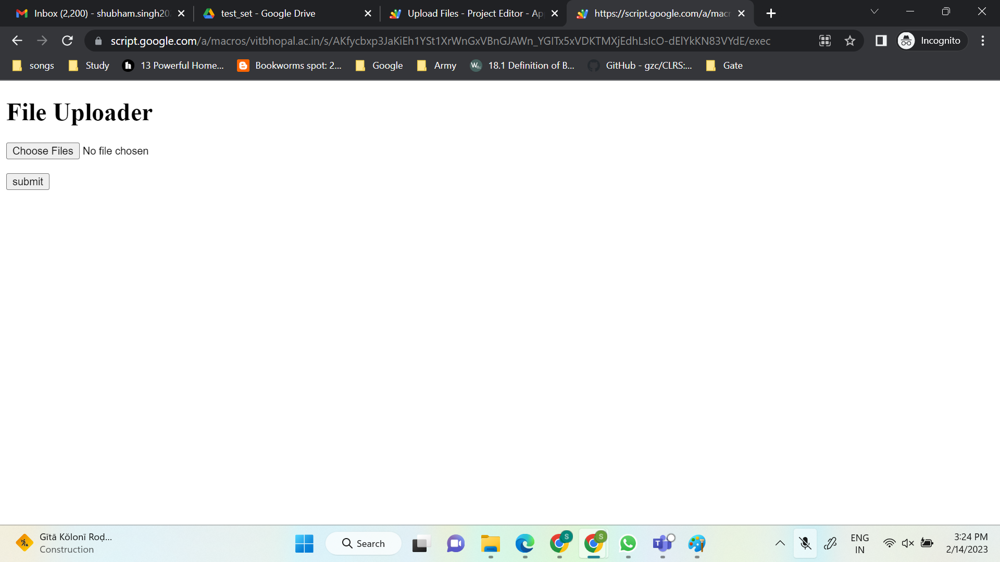 Inbox (2,200) - shubham.singh20
test_set - Google Drive
Upload Files - Project Editor - Ap
https://script.google.com/a/macr
script.google.com/a/macros/vitbhopal.ac.in/s/AKfycbxp3JaKiEh1YSt1XrWnGxVBnGJAWn_YGITx5xVDKTMXjEdhLsIcO-dElYkKN83VYdE/exec
Incognito
songs
Study
13 Powerful Home...
Bookworms spot: 2...
Google
Army
18.1 Definition of B...
GitHub - gzc/CLRS:...
Gate
File Uploader
Choose Files No file chosen
submit
Gītā Kŏlonī Roḍ...
Construction
Search
ENG
IN
3:24 PM
2/14/2023